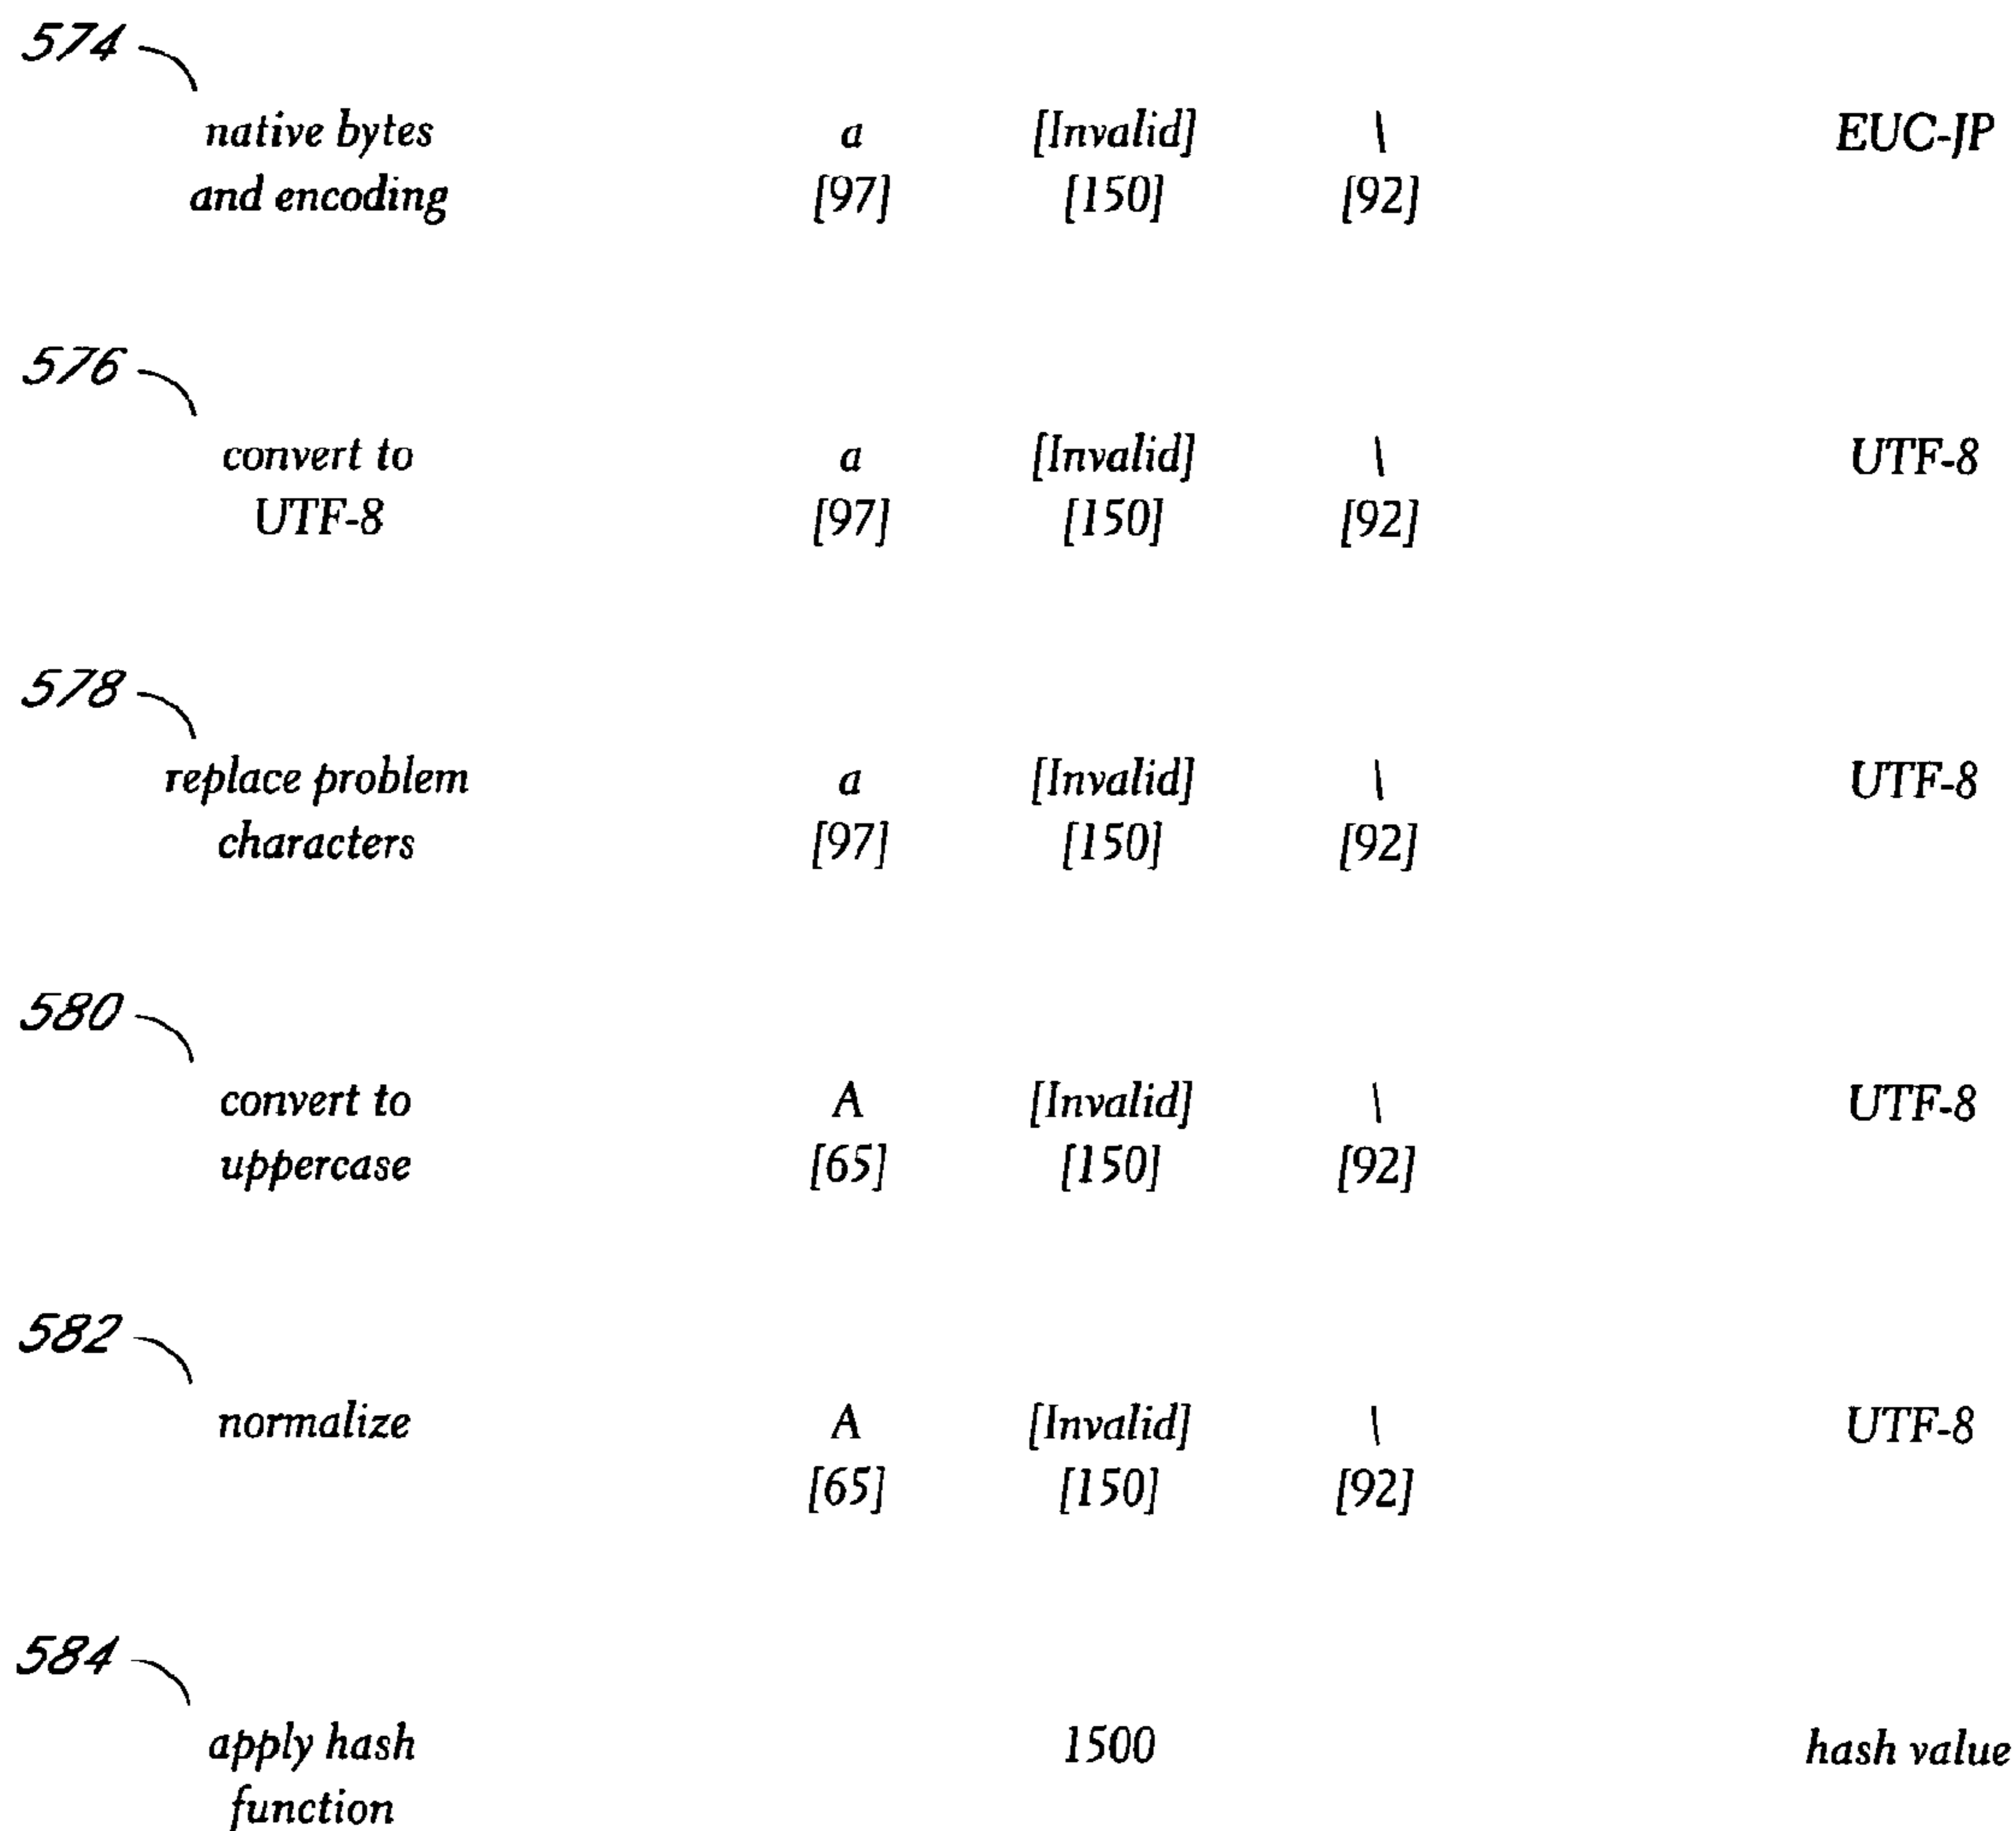 574
native bytes a [Invalid] \ EUC-JP
and encoding [97] [150] [92]
576
convert to a [Invalid] \ UTF-8
UTF-8 [97] [150] [92]
578
replace problem a [Invalid] \ UTF-8
characters [97] [150] [92]
580
convert to A [Invalid] \ UTF-8
uppercase [65] [150] [92]
582
normalize A [Invalid] \ UTF-8
[65] [150] [92]
584
apply hash 1500 hash value
function